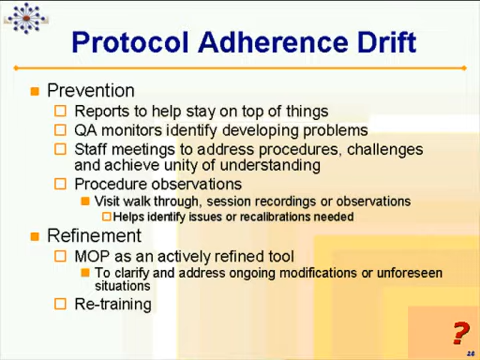 Protocol Adherence Drift
Prevention
Reports to help stay on top of things
QA monitors identify developing problems
Staff meetings to address procedures, challenges
and achieve unity of understanding
Procedure observations
Visit walk through, session recordings or observations
Helps identify issues or recalibrations needed
Refinement
MOP as an actively refined tool
To clarify and address ongoing modifications or unforeseen
situations
Re-training
?